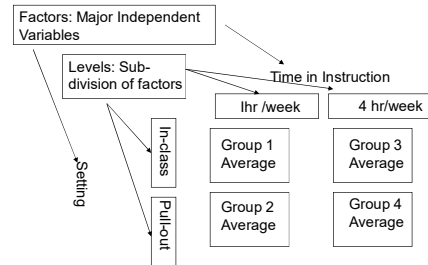 Factors: Major Independent
Variables
Levels: Sub-
division of factors
Time in Instruction
Ihr /week
4 hr/week
Setting
In-class
Group 1
Average
Group 3
Average
Pull-out
Group 2
Average
Group 4
Average